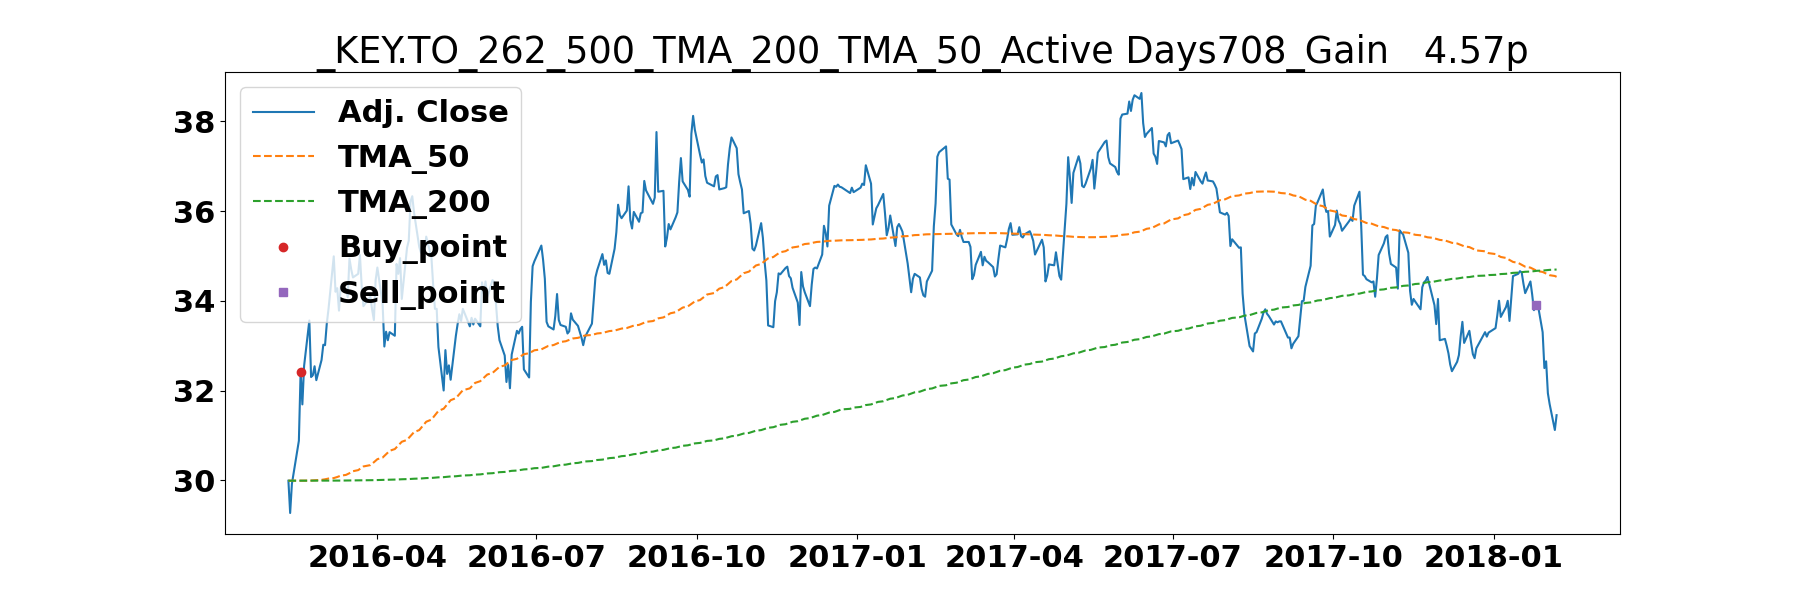 _KEY.TO_262_500_TMA_200_TMA_50_Active Days708_Gain   4.57p
Adj. Close
TMA_50
TMA_200
Buy_point
Sell_point
38
36
34
32
30
2016-04 2016-07 2016-10 2017-01 2017-04 2017-07 2017-10 2018-01